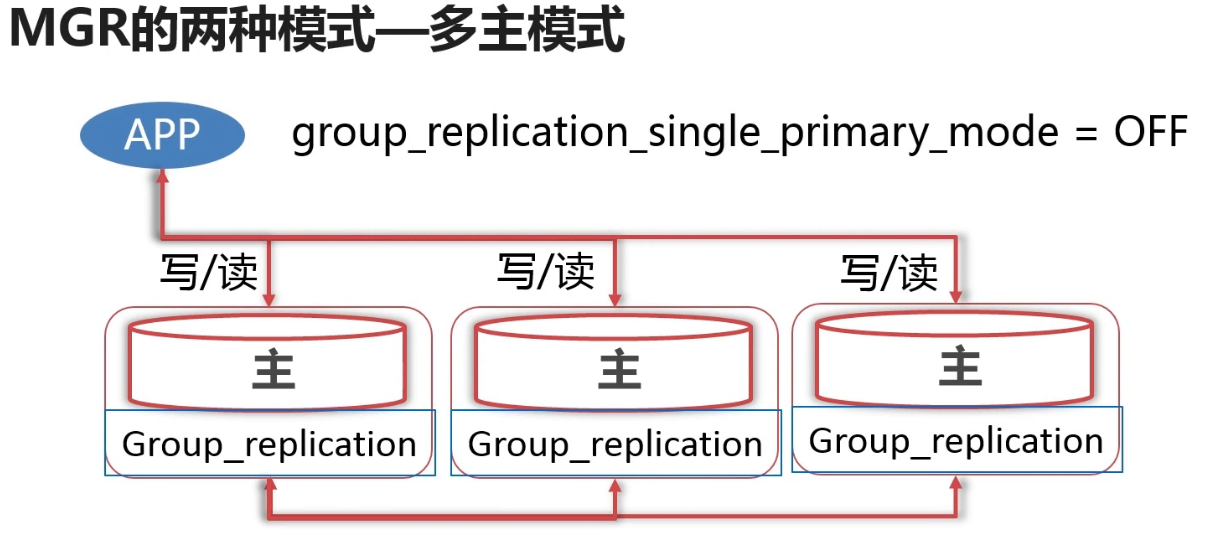 MGR的两种模式—多主模式
APP
group_replication_single_primary_mode = OFF
写/读
写/读
写/读
主
主
主
Group_replication
Group_replication
Group_replication